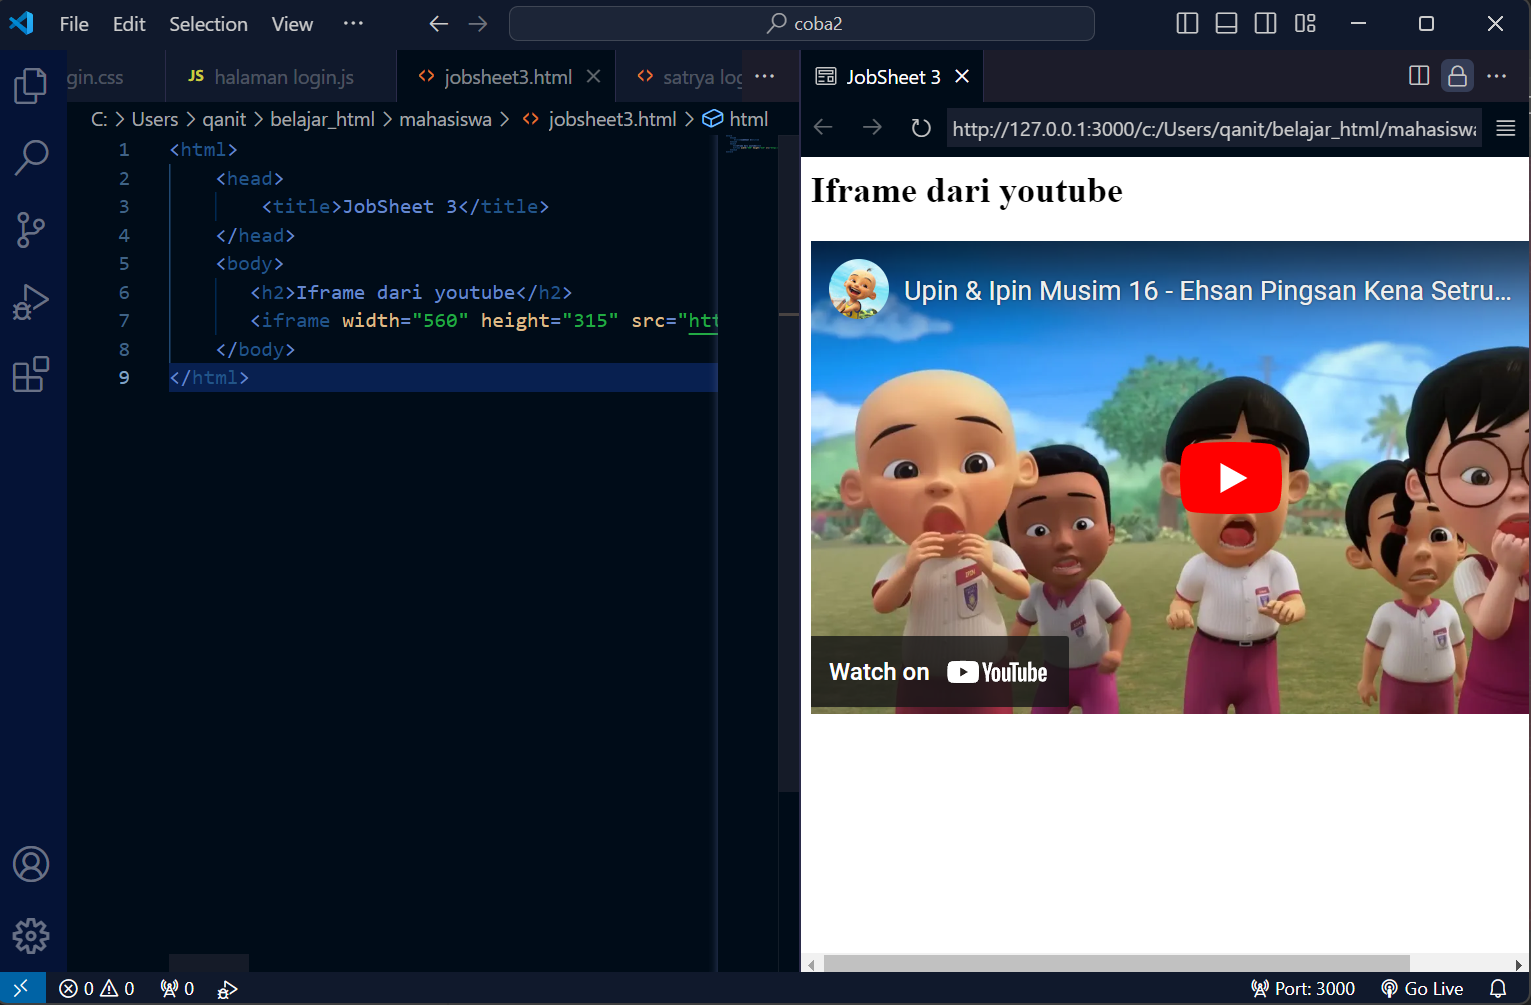 File Edit Selection View ··· coba2
gin.css JS halaman login.js <> jobsheet3.html <> satrya log ···
C: > Users > qanit > belajar_html > mahasiswa > <> jobsheet3.html > html
1 <html>
2 <head>
3 <title>JobSheet 3</title>
4 </head>
5 <body>
6 <h2>Iframe dari youtube</h2>
7 <iframe width="560" height="315" src="htt
8 </body>
9 </html>
JobSheet 3
http://127.0.0.1:3000/c:/Users/qanit/belajar_html/mahasiswa
Iframe dari youtube
Upin & Ipin Musim 16 - Ehsan Pingsan Kena Setru...
Watch on YouTube
0 0 0 Port: 3000 Go Live